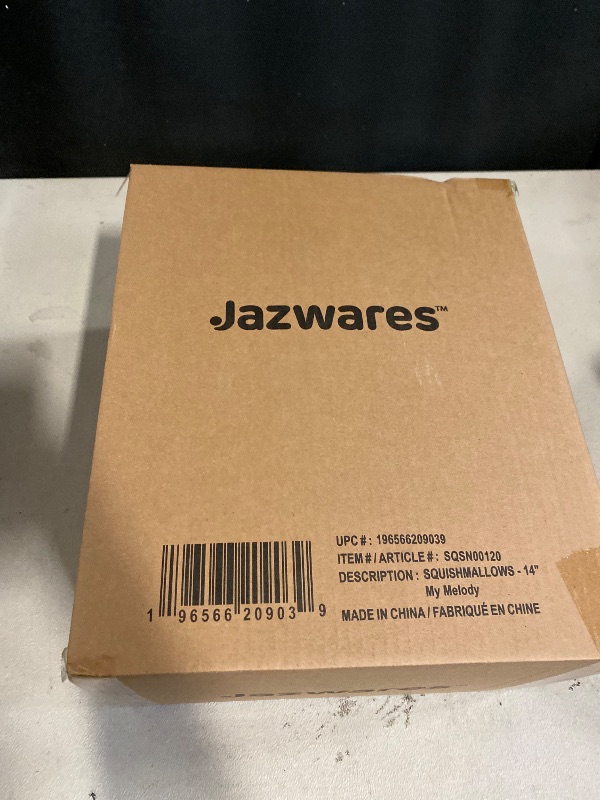 Jazwares™
UPC #: 196566209039
ITEM # / ARTICLE #: SQSN00120
DESCRIPTION: SQUISHMALLOWS - 14"
My Melody
MADE IN CHINA / FABRIQUÉ EN CHINE
1 96566 20903 9
Jazwares